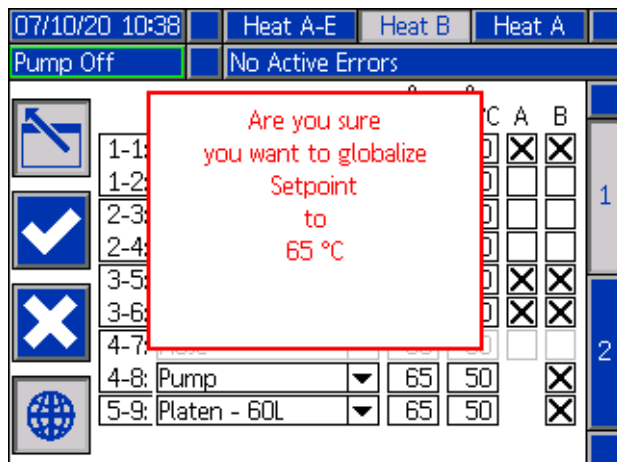 07/10/20 10:38 Heat A-E Heat B Heat A
Pump Off No Active Errors
Are you sure
you want to globalize
Setpoint
to
65 °C
°C A B
1-1:
1-2:
2-3:
2-4:
3-5:
3-6:
4-7:
4-8: Pump 65 50
5-9: Platen - 60L 65 50
1
2